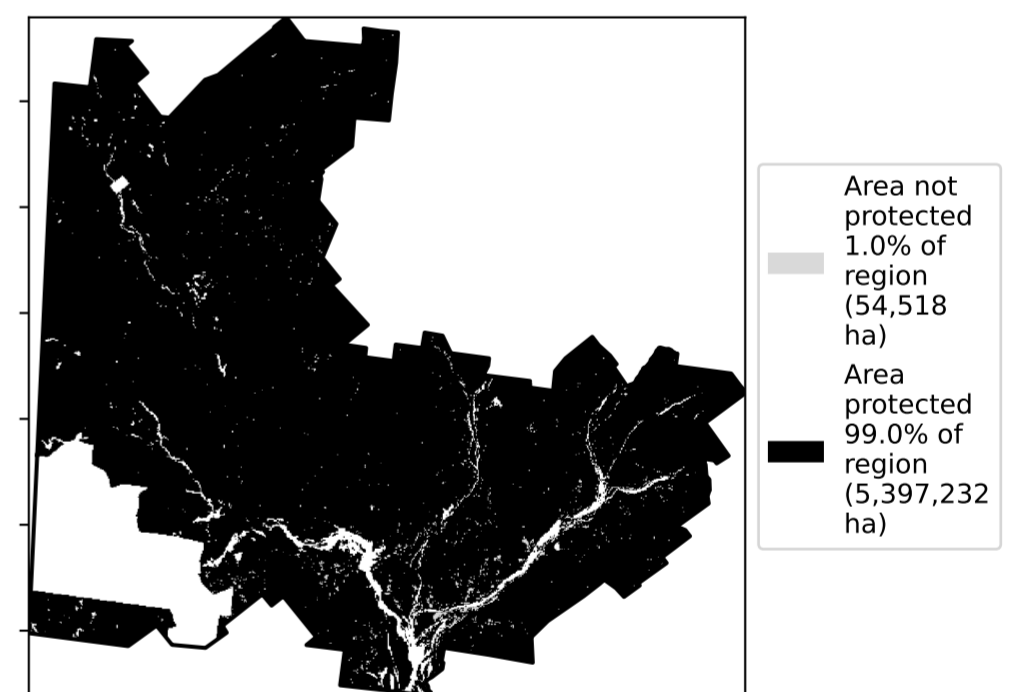 Area not
protected
1.0% of
region
(54,518
ha)
Area
protected
99.0% of
region
(5,397,232
ha)